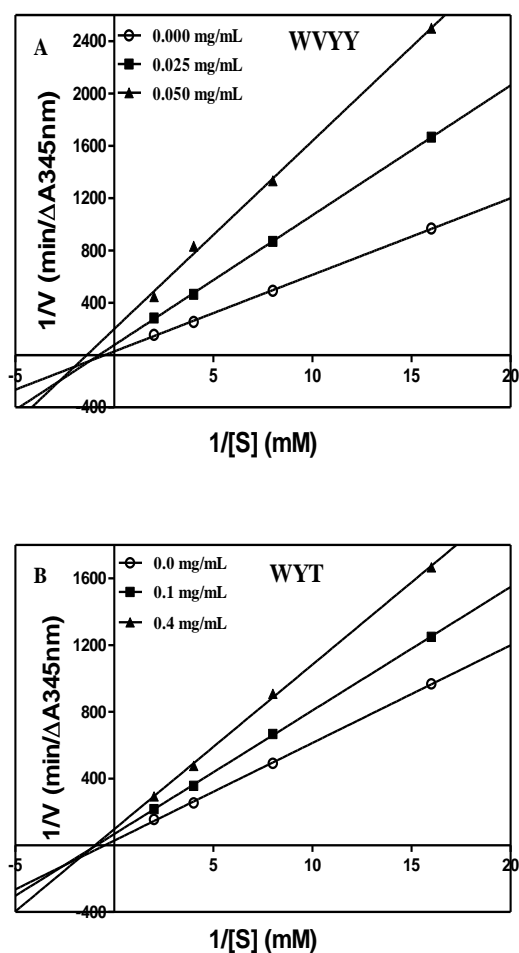 A
WVYY
0.000 mg/mL
0.025 mg/mL
0.050 mg/mL
1/V (min/ΔA345nm)
2400
2000
1600
1200
800
400
-5 5 10 15 20
-400
1/[S] (mM)
B
WYT
0.0 mg/mL
0.1 mg/mL
0.4 mg/mL
1/V (min/ΔA345nm)
1600
1200
800
400
-5 5 10 15 20
-400
1/[S] (mM)